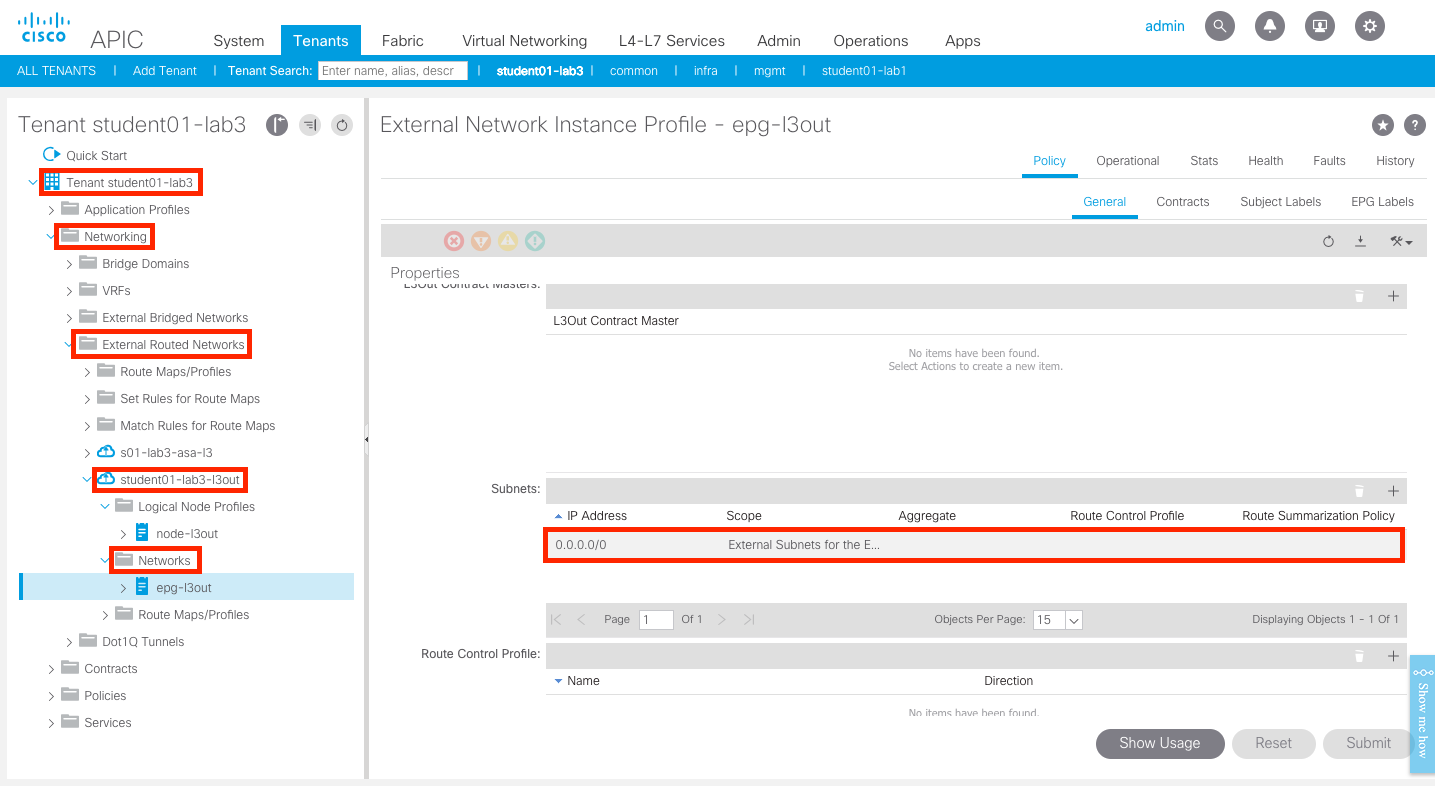 CISCO
APIC
admin
System Tenants Fabric Virtual Networking L4-L7 Services Admin Operations Apps
ALL TENANTS | Add Tenant | Tenant Search: Enter name, alias, descr | student01-lab3 | common | infra | mgmt | student01-lab1
Tenant student01-lab3
Quick Start
Tenant student01-lab3
Application Profiles
Networking
Bridge Domains
VRFs
External Bridged Networks
External Routed Networks
Route Maps/Profiles
Set Rules for Route Maps
Match Rules for Route Maps
s01-lab3-asa-l3
student01-lab3-l3out
Logical Node Profiles
node-l3out
Networks
epg-l3out
Route Maps/Profiles
Dot1Q Tunnels
Contracts
Policies
Services
External Network Instance Profile - epg-l3out
Policy Operational Stats Health Faults History
General Contracts Subject Labels EPG Labels
Properties
L3Out Contract Masters:
L3Out Contract Master
No items have been found.
Select Actions to create a new item.
Subnets:
IP Address Scope Aggregate Route Control Profile Route Summarization Policy
0.0.0.0/0 External Subnets for the E...
Page 1 Of 1 Objects Per Page: 15 Displaying Objects 1 - 1 Of 1
Route Control Profile:
Name Direction
No items have been found.
Show Usage Reset Submit
Show me how